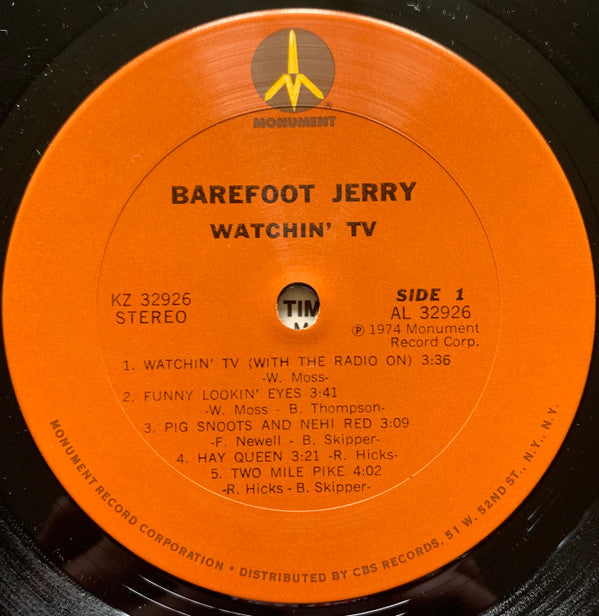 MONUMENT
BAREFOOT JERRY
WATCHIN' TV
KZ 32926
STEREO
TIM
SIDE 1
AL 32926
℗ 1974 Monument
Record Corp.
1. WATCHIN' TV (WITH THE RADIO ON) 3:36
-W. Moss-
2. FUNNY LOOKIN' EYES 3:41
-W. Moss - B. Thompson-
3. PIG SNOOTS AND NEHI RED 3:09
-F. Newell - B. Skipper-
4. HAY QUEEN 3:21 -R. Hicks-
5. TWO MILE PIKE 4:02
-R. Hicks - B. Skipper-
MONUMENT RECORD CORPORATION • DISTRIBUTED BY CBS RECORDS, 51 W. 52ND ST., N.Y., N.Y.